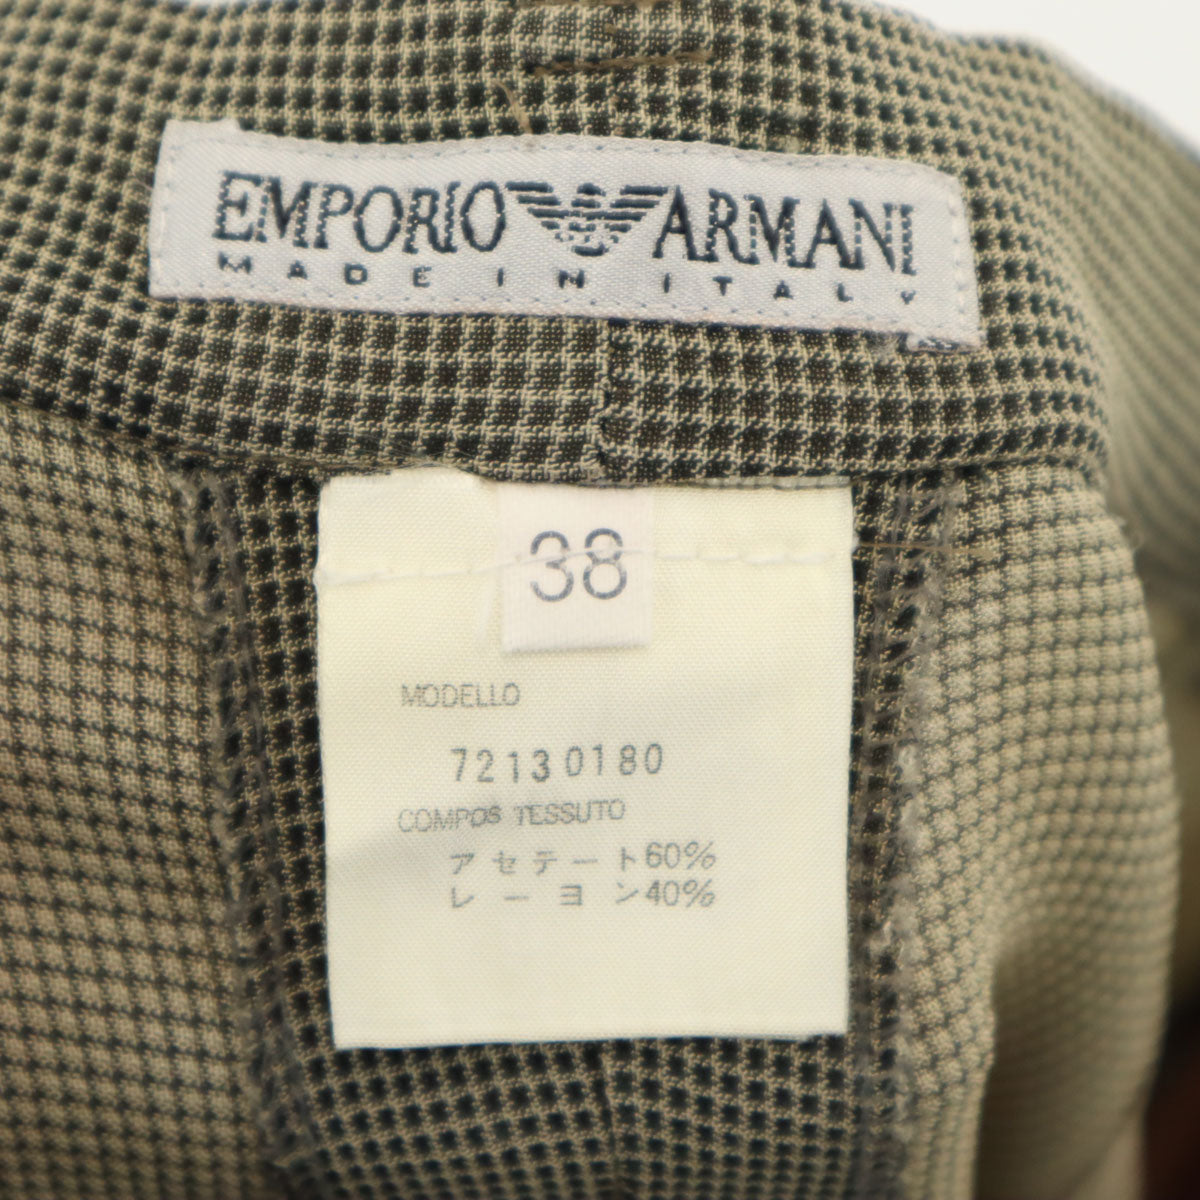 EMPORIO ARMANI
MADE IN ITALY
38
MODELLO
72130180
COMPOS TESSUTO
アセテート60%
レーヨン40%